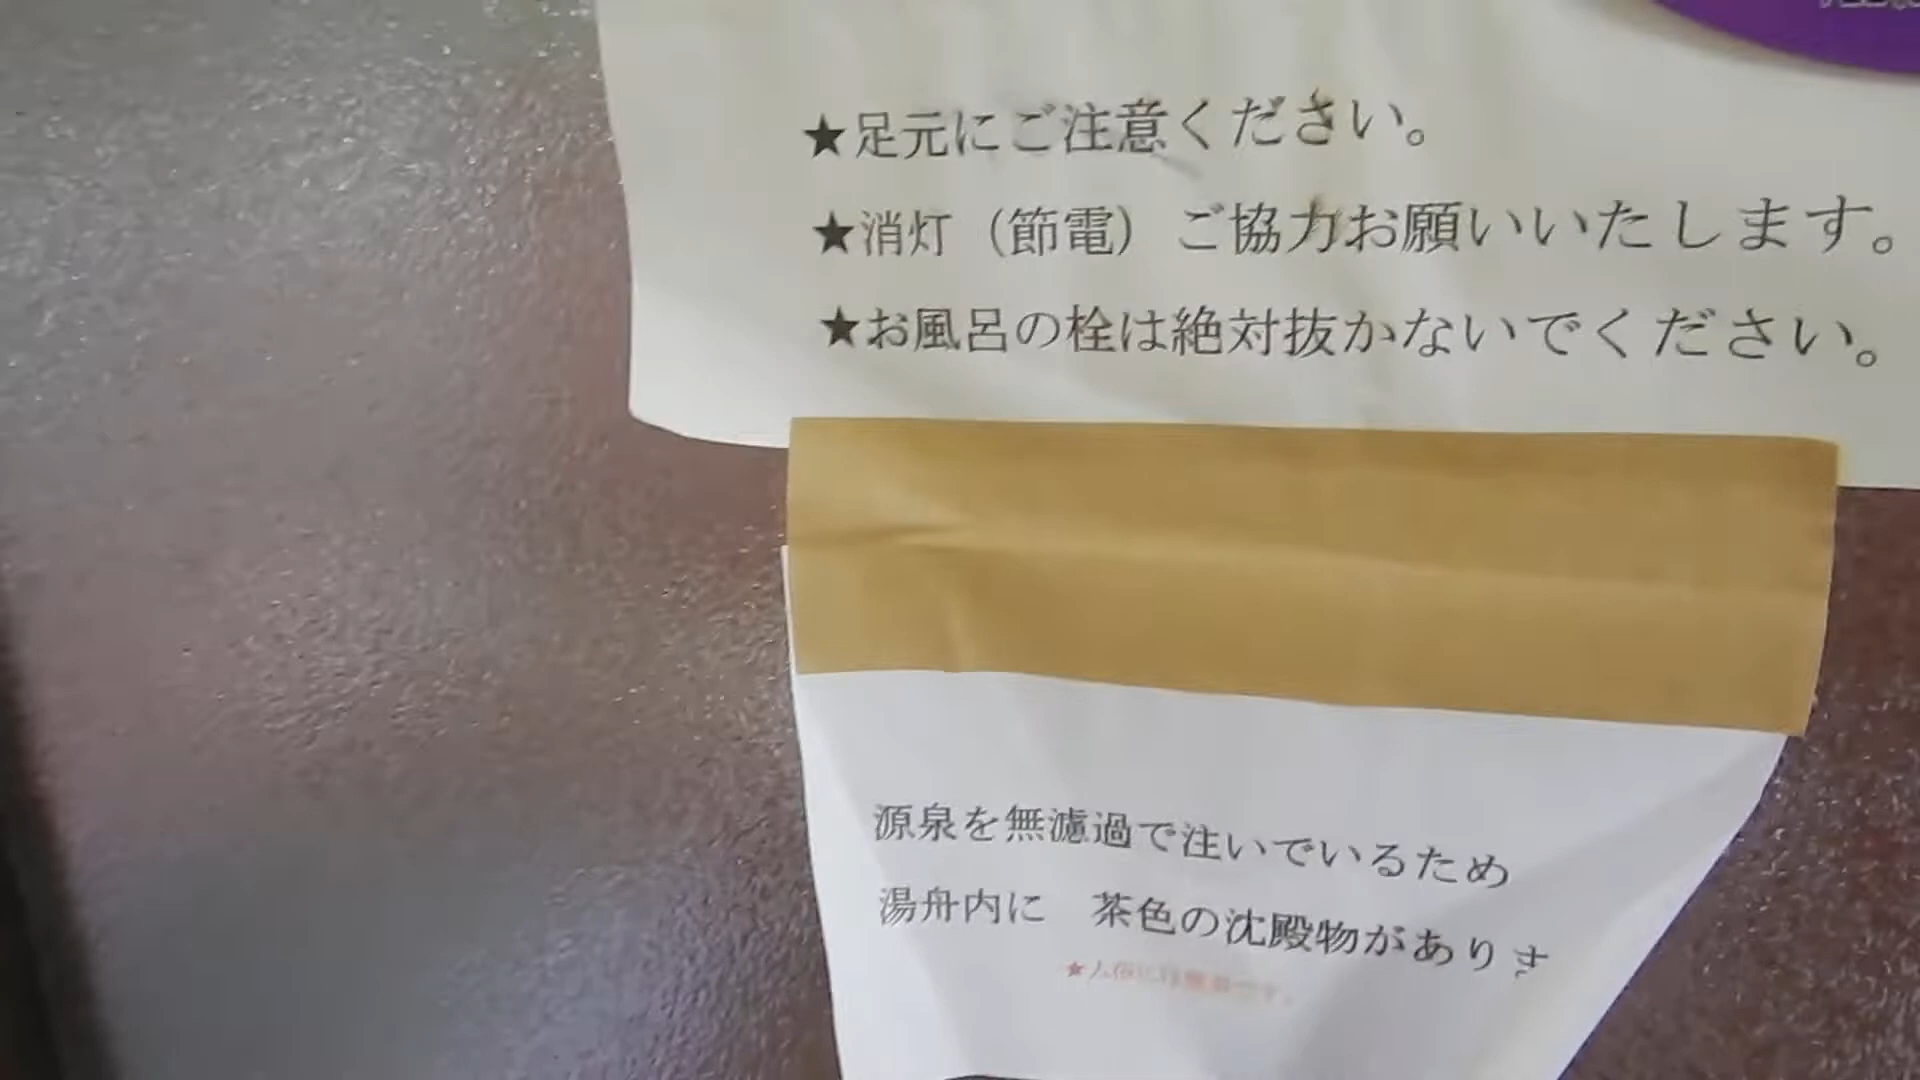 ★足元にご注意ください。
★消灯（節電）ご協力お願いいたします。
★お風呂の栓は絶対抜かないでください。
源泉を無濾過で注いでいるため
湯舟内に　茶色の沈殿物がありま